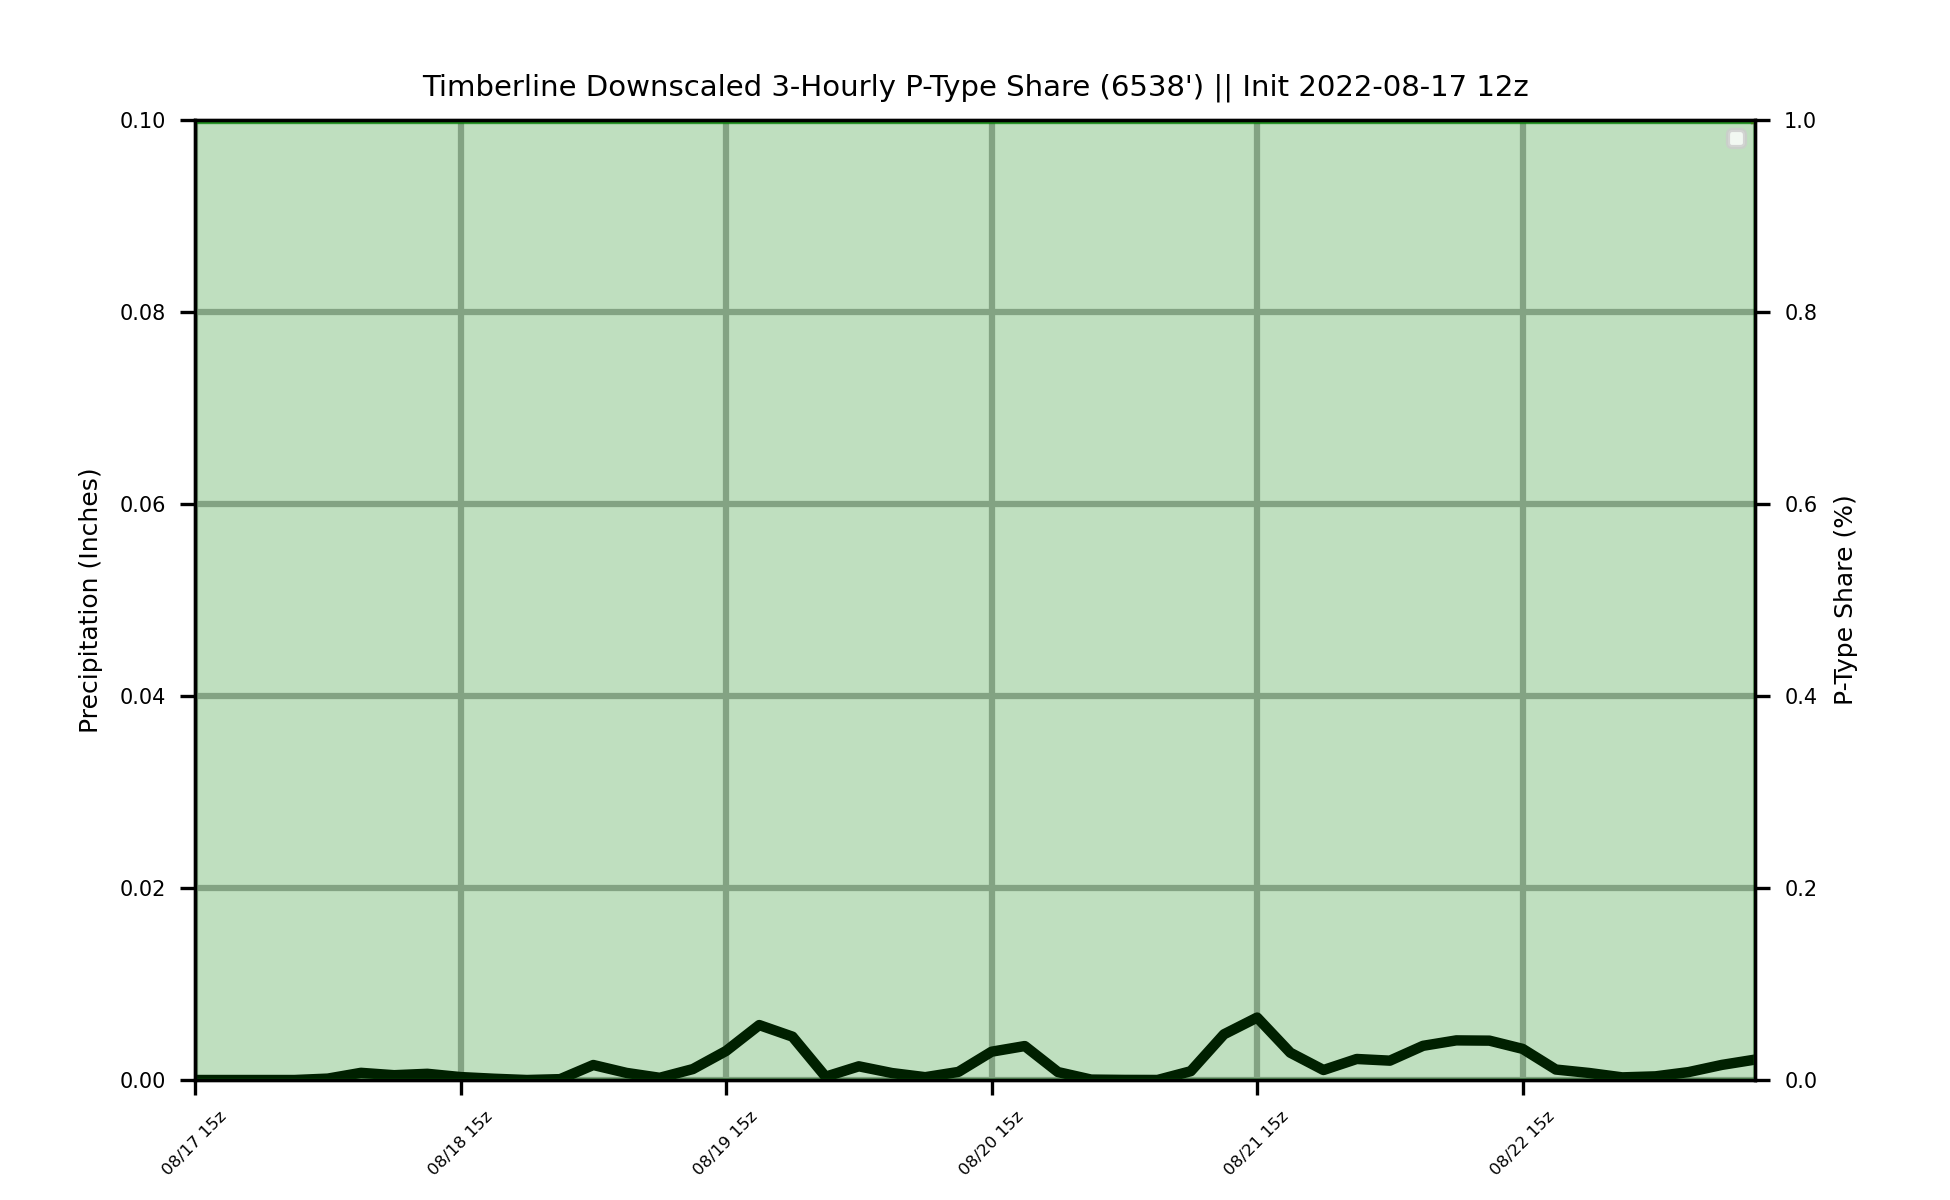 Timberline Downscaled 3-Hourly P-Type Share (6538') || Init 2022-08-17 12z
0.10
0.08
0.06
0.04
0.02
0.00
Precipitation (Inches)
1.0
0.8
0.6
0.4
0.2
0.0
P-Type Share (%)
08/17 15z
08/18 15z
08/19 15z
08/20 15z
08/21 15z
08/22 15z